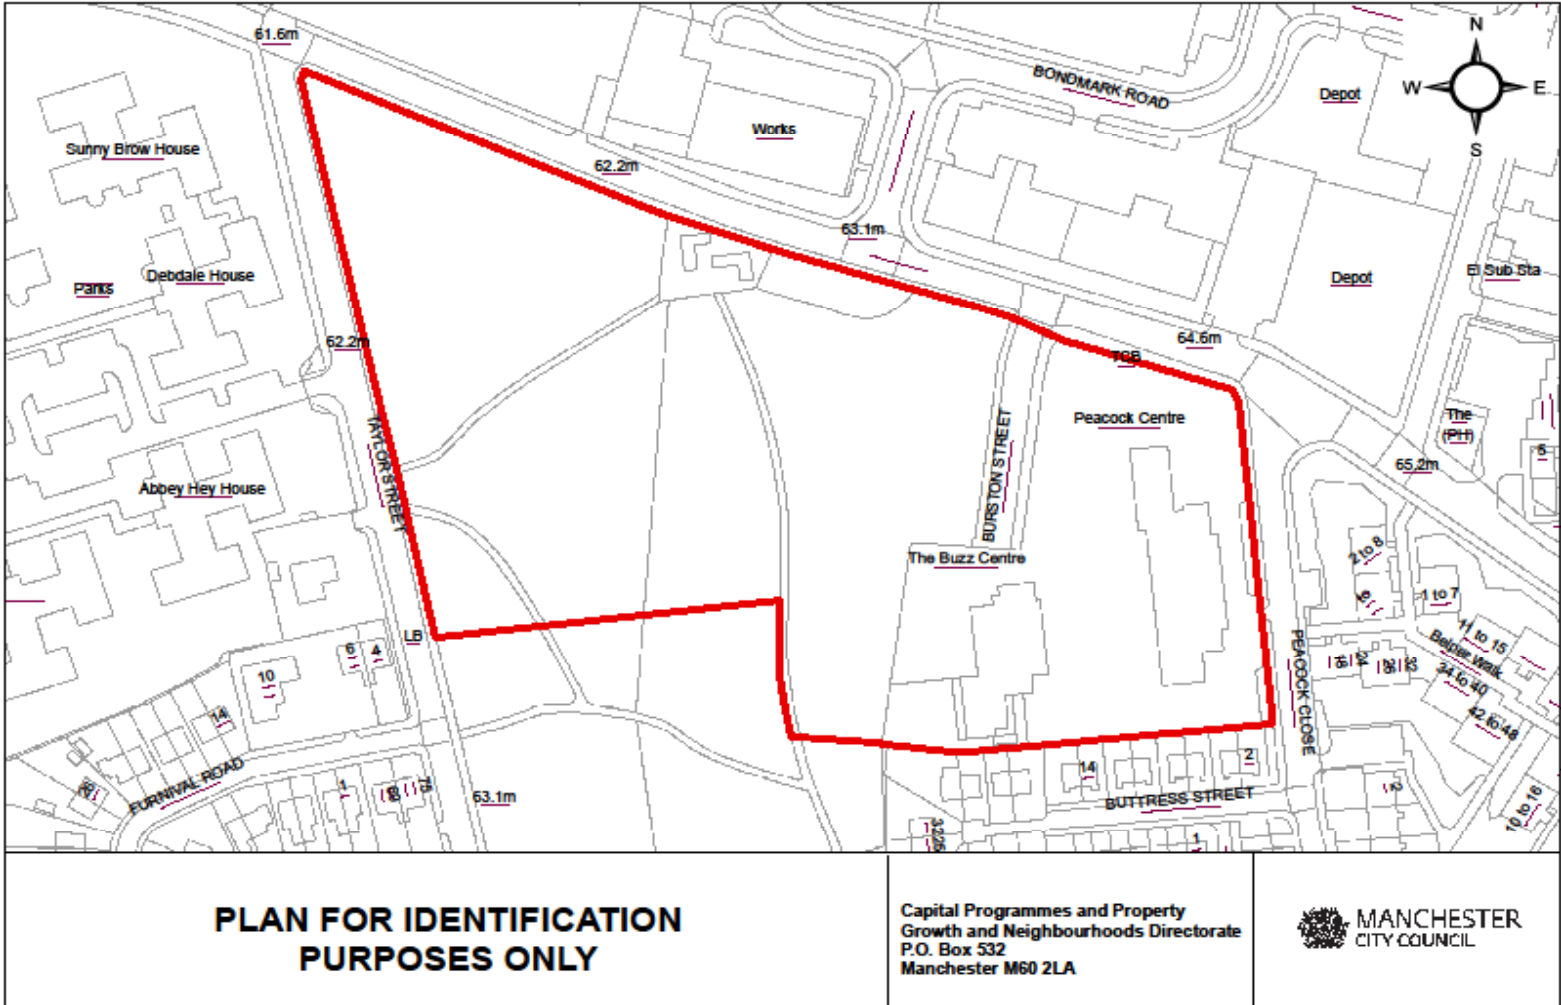 61.6m
N
W
E
S
BONDMARK ROAD
Depot
Works
Sunny Brow House
62.2m
63.1m
Debdale House
Parks
Depot
El Sub Sta
62.2m
64.6m
TCB
Peacock Centre
The
(PH)
5
65.2m
TAYLOR STREET
BURSTON STREET
Abbey Hey House
The Buzz Centre
2 to 8
1 to 7
11 to 15
Belper Walk
34 to 40
42 to 48
LB
6
4
10
14
18
24
26
PEACOCK CLOSE
FURNIVAL ROAD
1
63.1m
14
2
BUTTRESS STREET
1
10 to 16
PLAN FOR IDENTIFICATION
PURPOSES ONLY
Capital Programmes and Property
Growth and Neighbourhoods Directorate
P.O. Box 532
Manchester M60 2LA
MANCHESTER
CITY COUNCIL